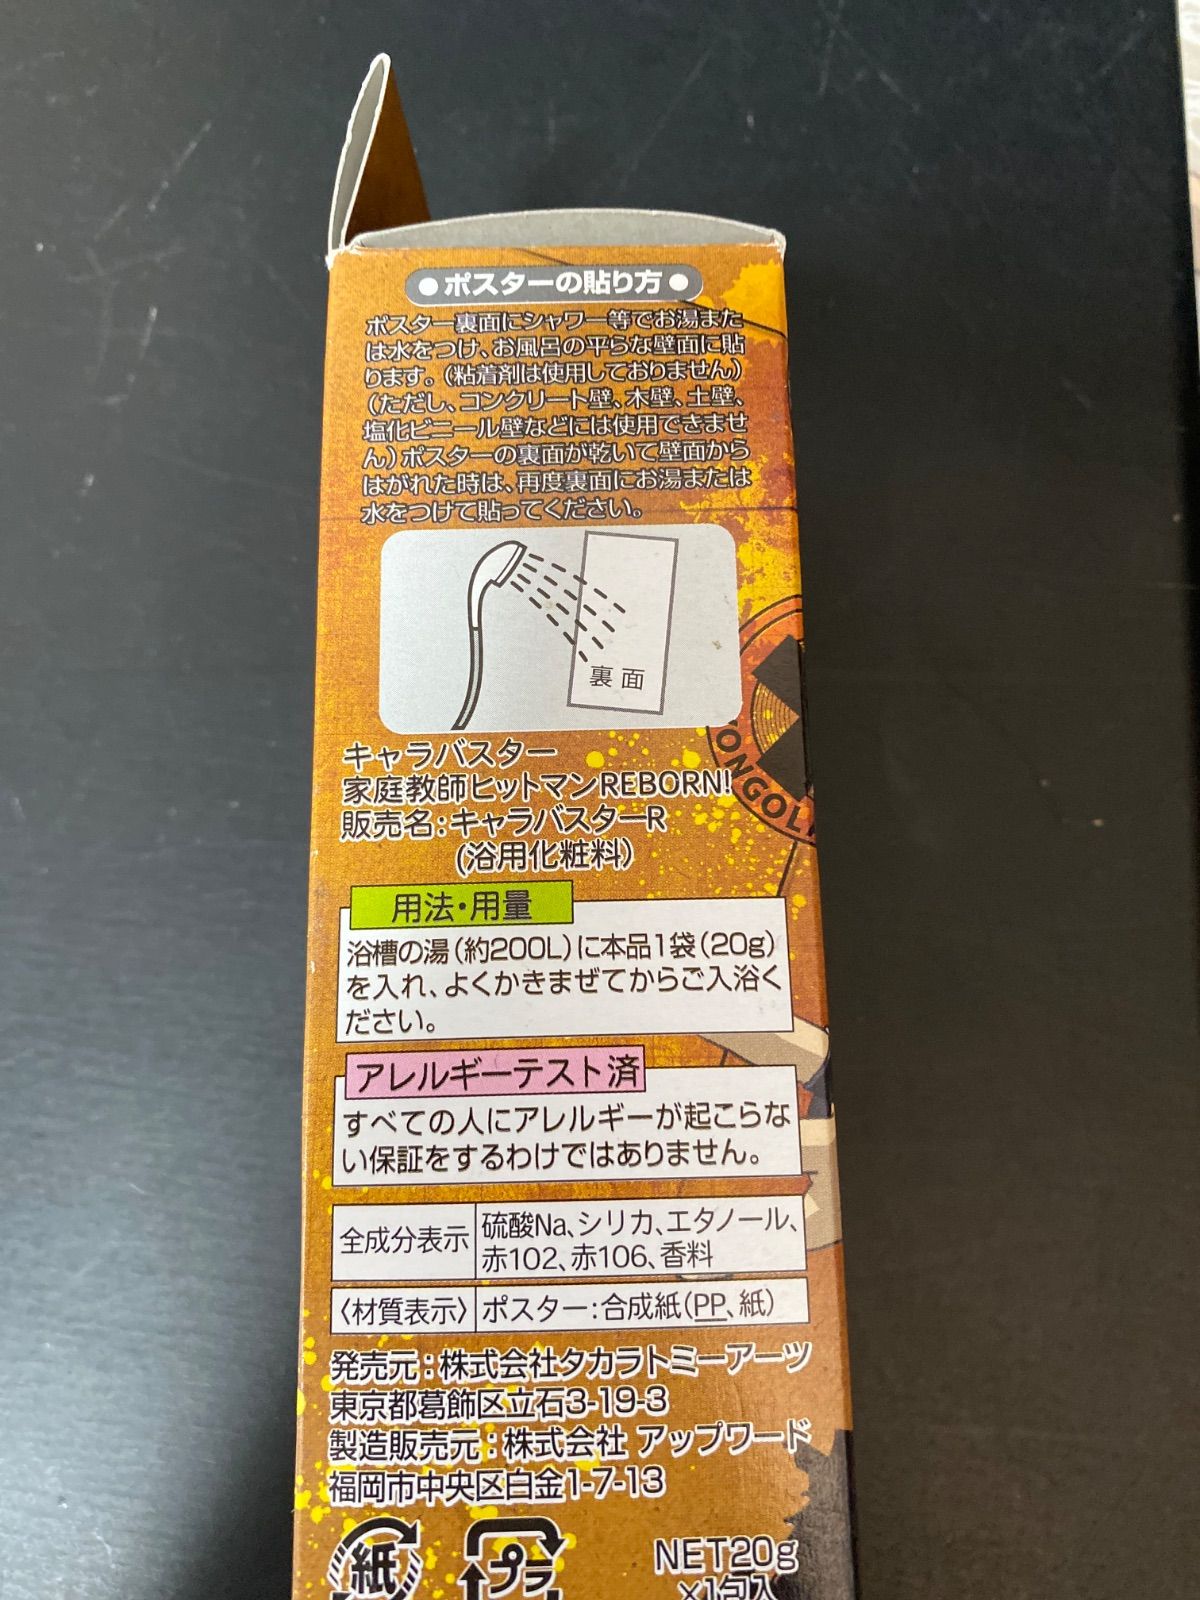 ●ポスターの貼り方●
ポスター裏面にシャワー等でお湯また
は水をつけ、お風呂の平らな壁面に貼
ります。(粘着剤は使用しておりません)
(ただし、コンクリート壁、木壁、土壁、
塩化ビニール壁などには使用できませ
ん)ポスターの裏面が乾いて壁面から
はがれた時は、再度裏面にお湯または
水をつけて貼ってください。
裏面
キャラバスター
家庭教師ヒットマンREBORN!
販売名:キャラバスターR
(浴用化粧料)
用法・用量
浴槽の湯(約200L)に本品1袋(20g)
を入れ、よくかきまぜてからご入浴く
ださい。
アレルギーテスト済
すべての人にアレルギーが起こらな
い保証をするわけではありません。
全成分表示
硫酸Na、シリカ、エタノール、
赤102、赤106、香料
〈材質表示〉 ポスター:合成紙(PP、紙)
発売元:株式会社タカラトミーアーツ
東京都葛飾区立石3-19-3
製造販売元:株式会社 アップワード
福岡市中央区白金1-7-13
紙
プラ
NET20g
×1包入